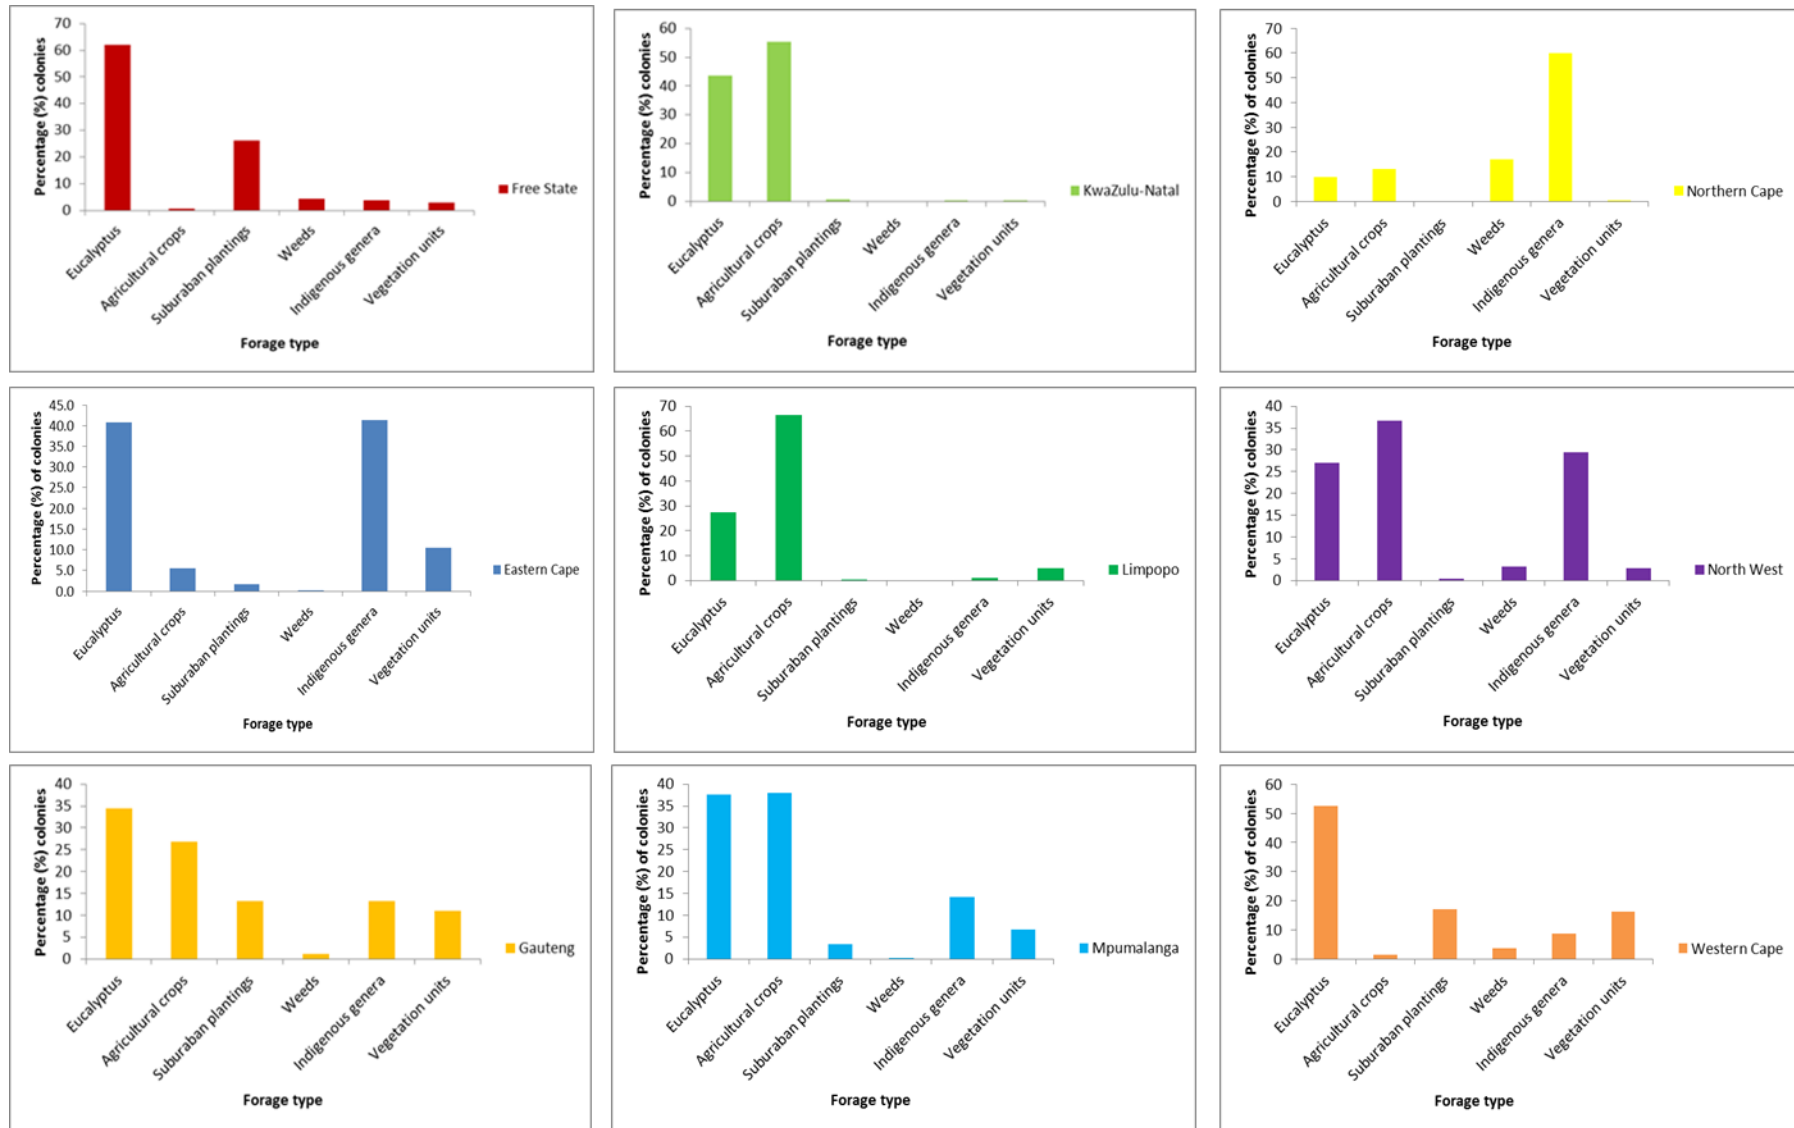 Percentage (%) colonies
70
60
50
40
30
20
10
0
Eucalyptus
Agricultural crops
Suburaban plantings
Weeds
Indigenous genera
Vegetation units
Forage type
Free State
Percentage (%) colonies
60
50
40
30
20
10
0
Eucalyptus
Agricultural crops
Suburaban plantings
Weeds
Indigenous genera
Vegetation units
Forage type
KwaZulu-Natal
Percentage (%) of colonies
70
60
50
40
30
20
10
0
Eucalyptus
Agricultural crops
Suburaban plantings
Weeds
Indigenous genera
Vegetation units
Forage type
Northern Cape
Percentage (%) of colonies
45.0
40.0
35.0
30.0
25.0
20.0
15.0
10.0
5.0
0.0
Eucalyptus
Agricultural crops
Suburaban plantings
Weeds
Indigenous genera
Vegetation units
Forage type
Eastern Cape
Percentage (%) of colonies
70
60
50
40
30
20
10
0
Eucalyptus
Agricultural crops
Suburaban plantings
Weeds
Indigenous genera
Vegetation units
Forage type
Limpopo
Percentage (%) colonies
40
35
30
25
20
15
10
5
0
Eucalyptus
Agricultural crops
Suburaban plantings
Weeds
Indigenous genera
Vegetation units
Forage type
North West
Percentage (%) colonies
40
35
30
25
20
15
10
5
0
Eucalyptus
Agricultural crops
Suburaban plantings
Weeds
Indigenous genera
Vegetation units
Forage type
Gauteng
Percentage (%) of colonies
40
35
30
25
20
15
10
5
0
Eucalyptus
Agricultural crops
Suburaban plantings
Weeds
Indigenous genera
Vegetation units
Forage type
Mpumalanga
Percentage (%) of colonies
60
50
40
30
20
10
0
Eucalyptus
Agricultural crops
Suburaban plantings
Weeds
Indigenous genera
Vegetation units
Forage type
Western Cape